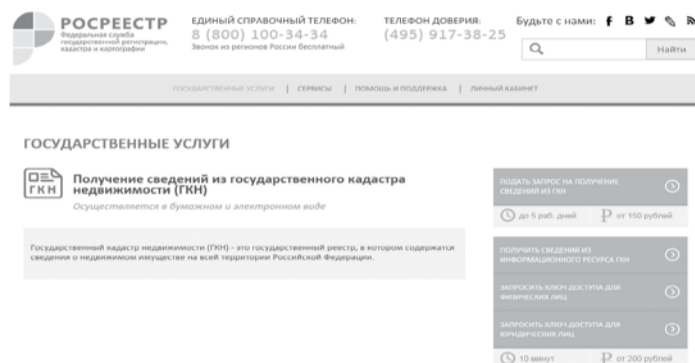 РОСРЕЕСТР
Федеральная служба
государственной регистрации,
кадастра и картографии
ЕДИНЫЙ СПРАВОЧНЫЙ ТЕЛЕФОН:
8 (800) 100-34-34
Звонок из регионов России бесплатный
ТЕЛЕФОН ДОВЕРИЯ:
(495) 917-38-25
Будьте с нами:
Найти
ГОСУДАРСТВЕННЫЕ УСЛУГИ | СЕРВИСЫ | ПОМОЩЬ И ПОДДЕРЖКА | ЛИЧНЫЙ КАБИНЕТ
ГОСУДАРСТВЕННЫЕ УСЛУГИ
ГКН
Получение сведений из государственного кадастра
недвижимости (ГКН)
Осуществляется в бумажном и электронном виде
Государственный кадастр недвижимости (ГКН) - это государственный реестр, в котором содержатся
сведения о недвижимом имуществе на всей территории Российской Федерации.
ПОДАТЬ ЗАПРОС НА ПОЛУЧЕНИЕ
СВЕДЕНИЙ ИЗ ГКН
до 5 раб. дней
от 150 рублей
ПОЛУЧИТЬ СВЕДЕНИЯ ИЗ
ИНФОРМАЦИОННОГО РЕСУРСА ГКН
ЗАПРОСИТЬ КЛЮЧ ДОСТУПА ДЛЯ
ФИЗИЧЕСКИХ ЛИЦ
ЗАПРОСИТЬ КЛЮЧ ДОСТУПА ДЛЯ
ЮРИДИЧЕСКИХ ЛИЦ
10 минут
от 200 рублей